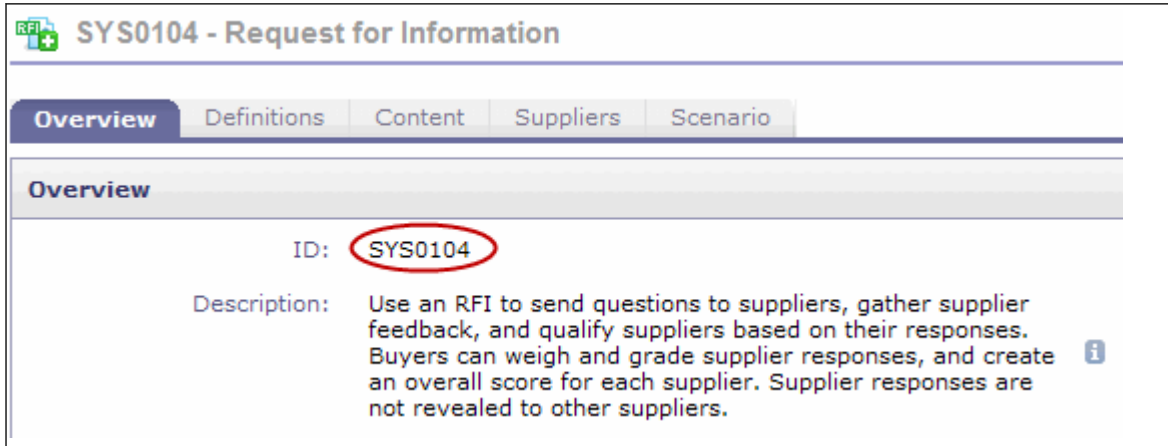 RFI
SYS0104 - Request for Information
Overview Definitions Content Suppliers Scenario
Overview
ID: SYS0104
Description: Use an RFI to send questions to suppliers, gather supplier
feedback, and qualify suppliers based on their responses.
Buyers can weigh and grade supplier responses, and create
an overall score for each supplier. Supplier responses are
not revealed to other suppliers.
i